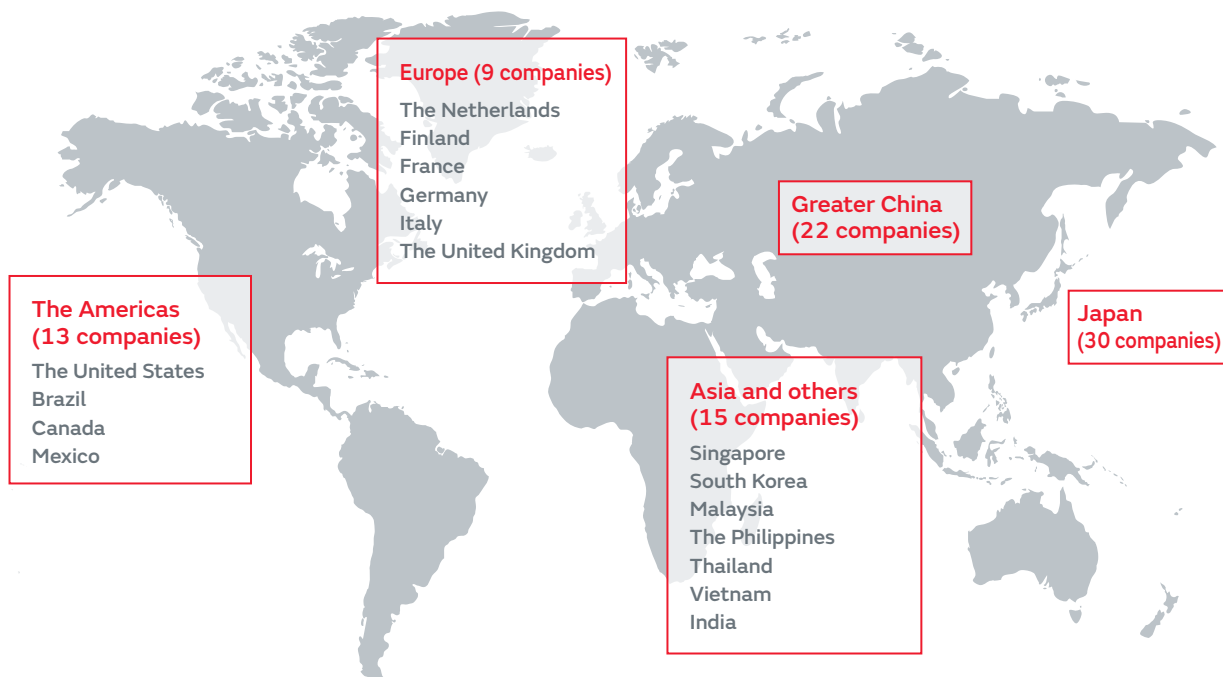 Europe (9 companies)
The Netherlands
Finland
France
Germany
Italy
The United Kingdom
Greater China
(22 companies)
The Americas
(13 companies)
The United States
Brazil
Canada
Mexico
Japan
(30 companies)
Asia and others
(15 companies)
Singapore
South Korea
Malaysia
The Philippines
Thailand
Vietnam
India